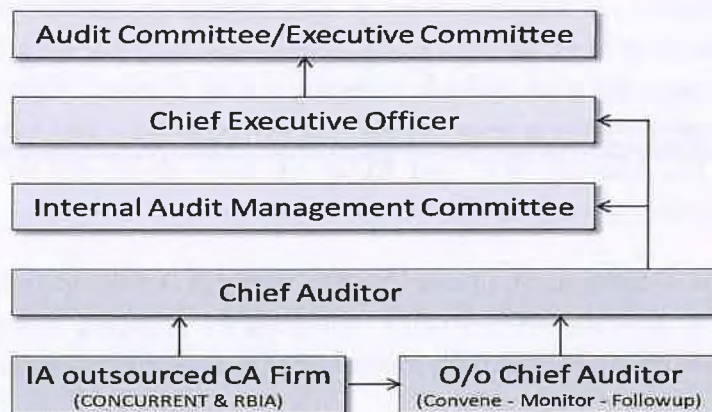 Audit Committee/Executive Committee
Chief Executive Officer
Internal Audit Management Committee
Chief Auditor
IA outsourced CA Firm
(CONCURRENT & RBIA)
O/o Chief Auditor
(Convene - Monitor - Followup)